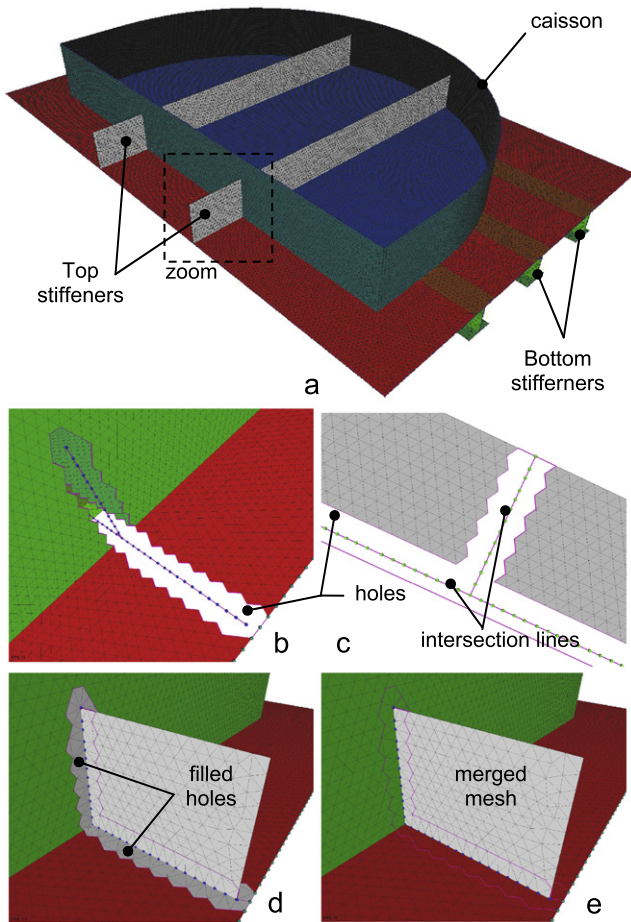 caisson
Top
stiffeners
zoom
Bottom
stifferners
a
holes
b
c
intersection lines
filled
holes
merged
mesh
d
e